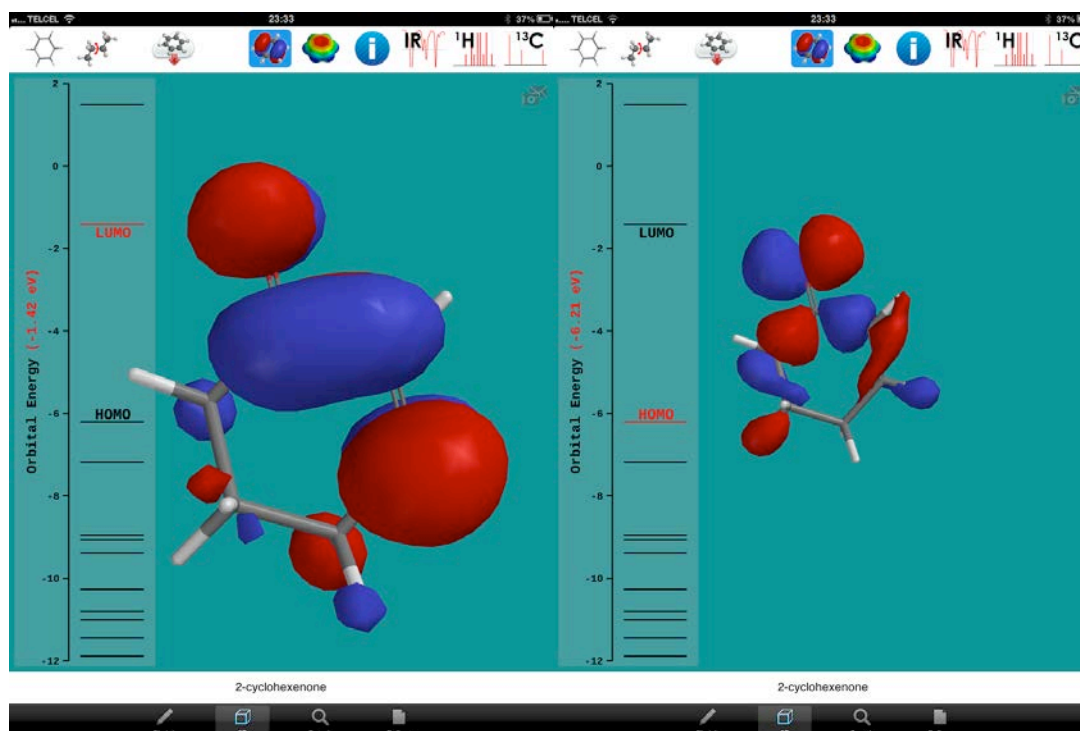 TELCEL 23:33 37%
IR ¹H ¹³C
2
0
LUMO
-2
-4
HOMO
-6
-8
-10
-12
Orbital Energy (-1.42 eV)
2-cyclohexenone
TELCEL 23:33 37%
IR ¹H ¹³C
2
0
LUMO
-2
-4
HOMO
-6
-8
-10
-12
Orbital Energy (-6.21 eV)
2-cyclohexenone